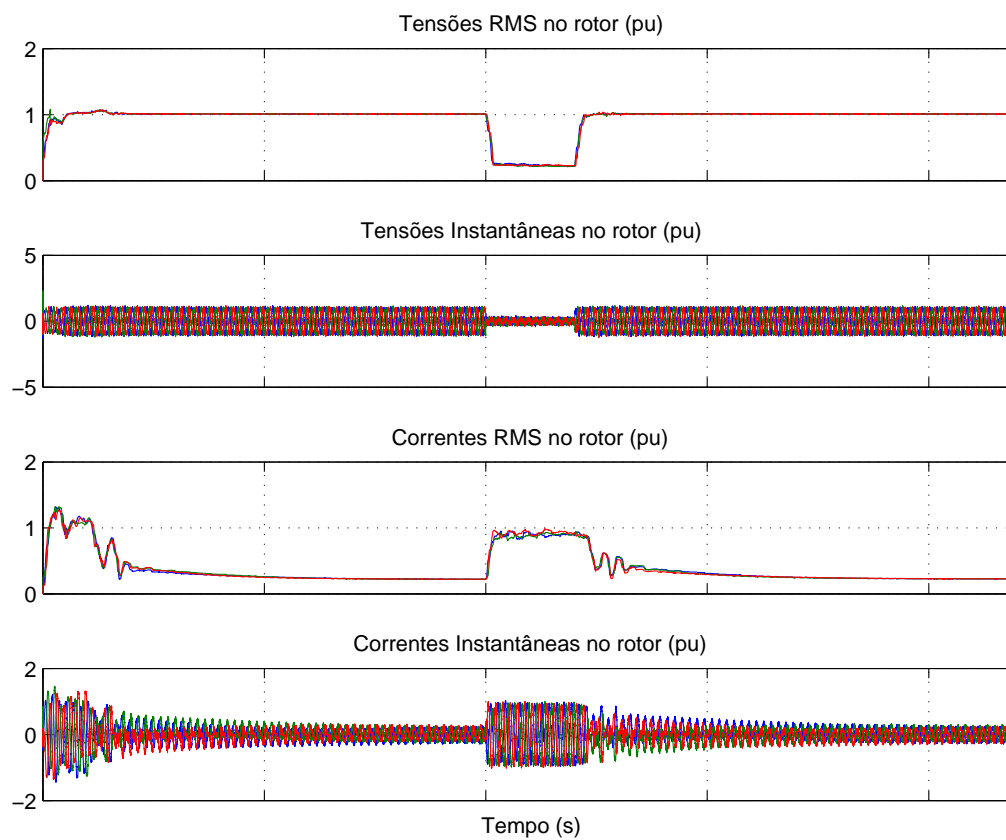 Tensões RMS no rotor (pu)
2
1
0
Tensões Instantâneas no rotor (pu)
5
0
−5
Correntes RMS no rotor (pu)
2
1
0
Correntes Instantâneas no rotor (pu)
2
0
−2
Tempo (s)